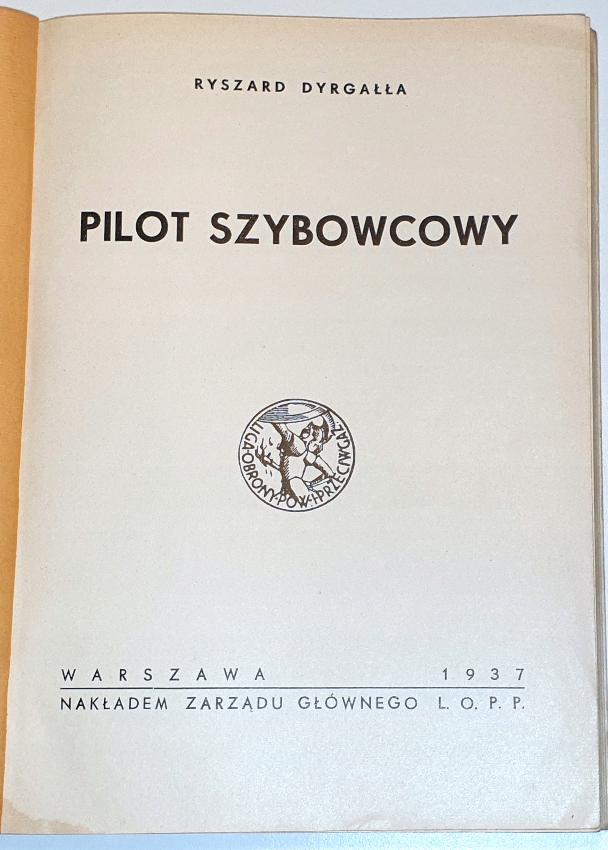 RYSZARD DYRGAŁŁA
PILOT SZYBOWCOWY
LIGA·OBRONY·POW·I·PRZECIWGAZ·
WARSZAWA 1937
NAKŁADEM ZARZĄDU GŁÓWNEGO L. O. P. P.